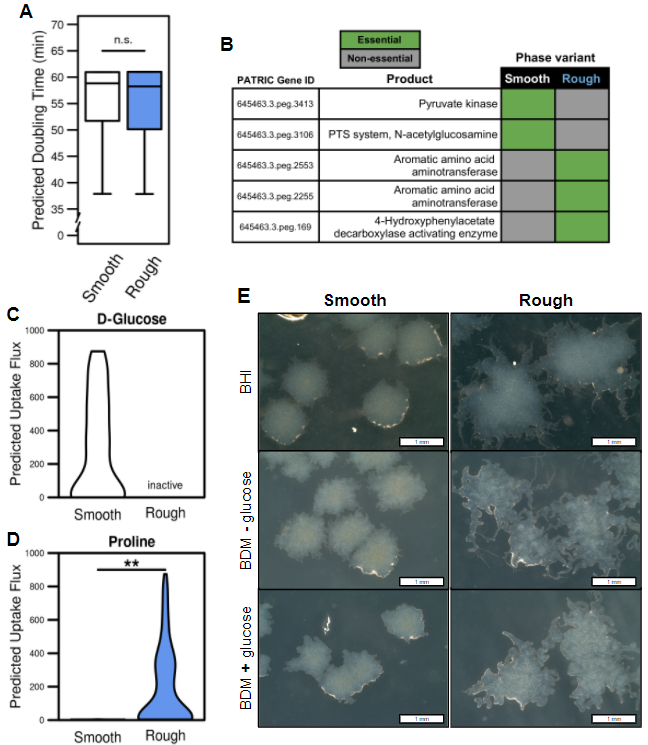 A
Predicted Doubling Time (min)
70
65
60
55
50
45
40
35
0
n.s.
Smooth
Rough
B
Essential
Non-essential
Phase variant
PATRIC Gene ID Product Smooth Rough
645463.3.peg.3413 Pyruvate kinase
645463.3.peg.3106 PTS system, N-acetylglucosamine
645463.3.peg.2553 Aromatic amino acid
aminotransferase
645463.3.peg.2255 Aromatic amino acid
aminotransferase
645463.3.peg.169 4-Hydroxyphenylacetate
decarboxylase activating enzyme
C
D-Glucose
Predicted Uptake Flux
1000
800
600
400
200
0
inactive
Smooth Rough
D
Proline
Predicted Uptake Flux
1000
800
600
400
200
0
**
Smooth Rough
E
Smooth Rough
BHI
1 mm 1 mm
BDM - glucose
1 mm 1 mm
BDM + glucose
1 mm 1 mm